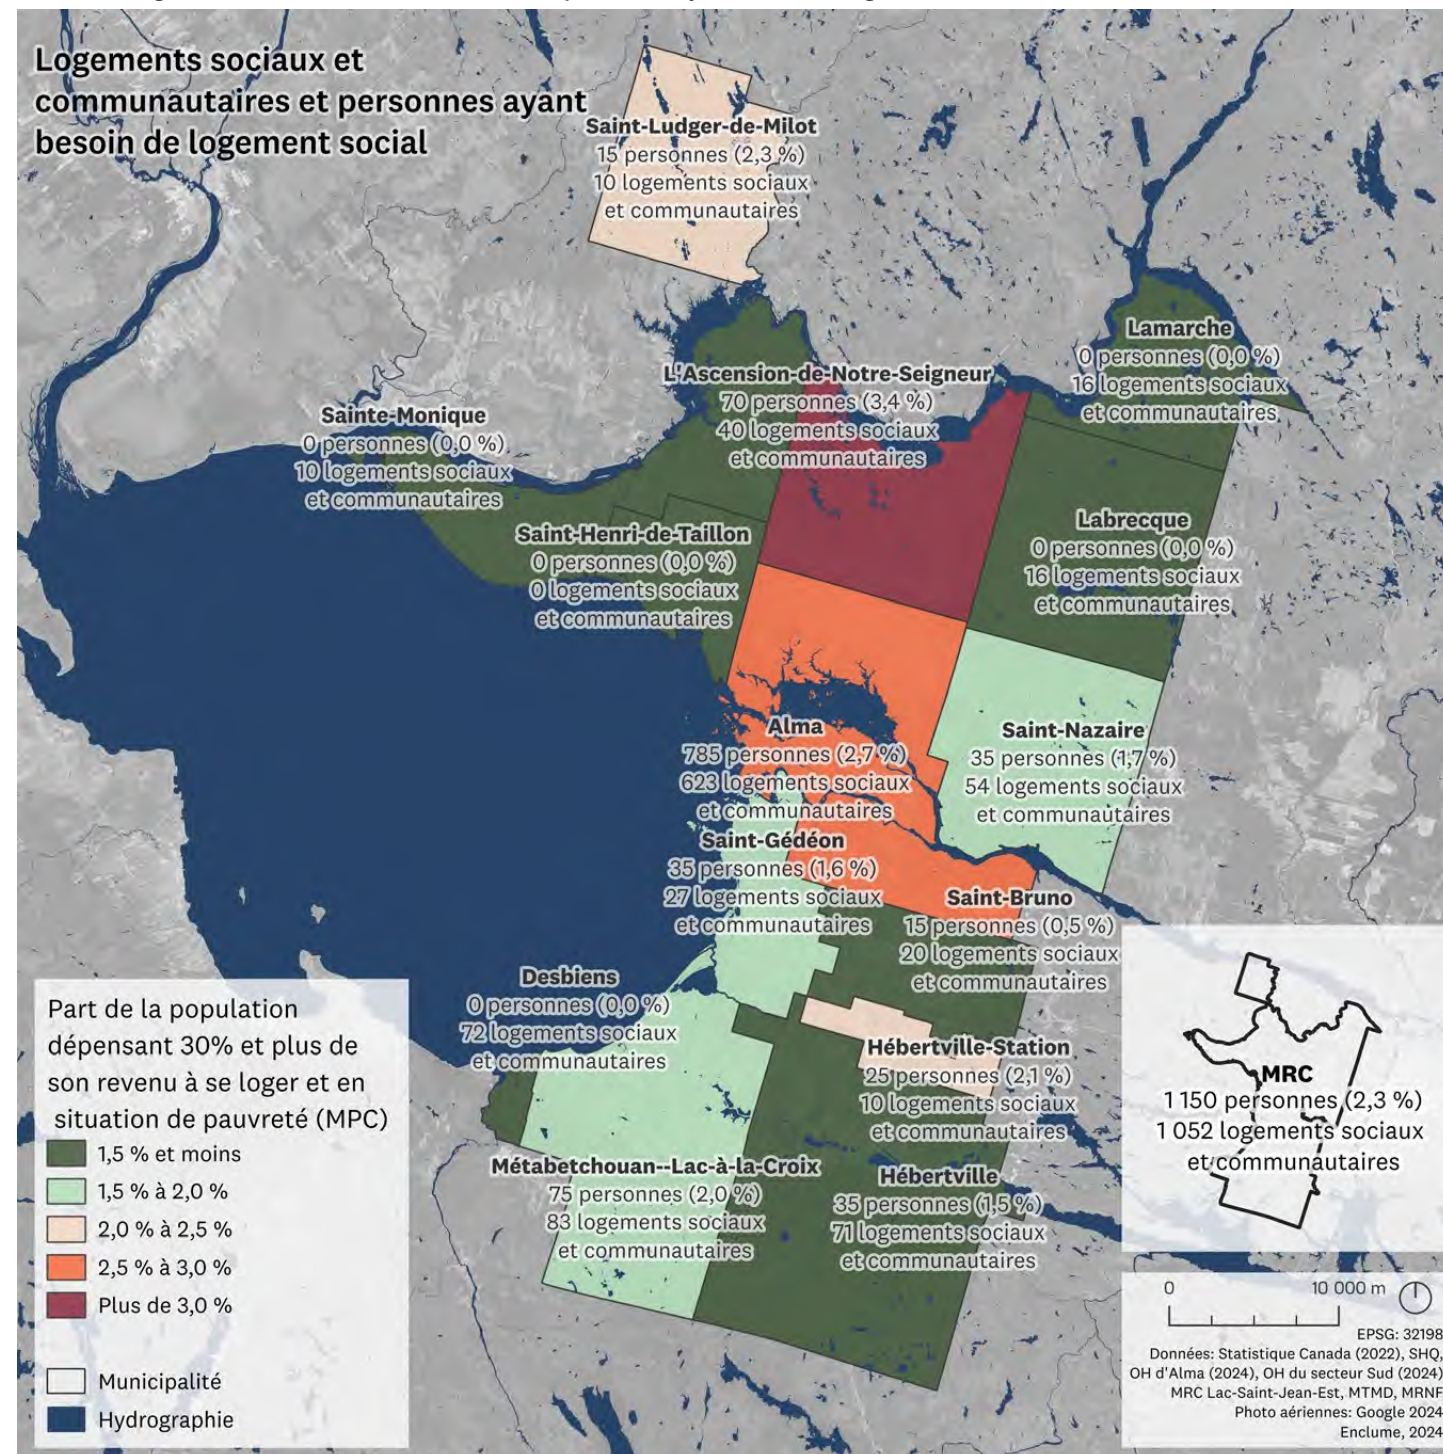 Logements sociaux et
communautaires et personnes ayant
besoin de logement social
Saint-Ludger-de-Milot
15 personnes (2,3 %)
10 logements sociaux
et communautaires
Lamarche
0 personnes (0,0 %)
16 logements sociaux
et communautaires
L'Ascension-de-Notre-Seigneur
70 personnes (3,4 %)
40 logements sociaux
et communautaires
Sainte-Monique
0 personnes (0,0 %)
10 logements sociaux
et communautaires
Saint-Henri-de-Taillon
0 personnes (0,0 %)
0 logements sociaux
et communautaires
Labrecque
0 personnes (0,0 %)
16 logements sociaux
et communautaires
Alma
785 personnes (2,7 %)
623 logements sociaux
et communautaires
Saint-Nazaire
35 personnes (1,7 %)
54 logements sociaux
et communautaires
Saint-Gédéon
35 personnes (1,6 %)
27 logements sociaux
et communautaires
Saint-Bruno
15 personnes (0,5 %)
20 logements sociaux
et communautaires
Desbiens
0 personnes (0,0 %)
72 logements sociaux
et communautaires
Hébertville-Station
25 personnes (2,1 %)
10 logements sociaux
et communautaires
Métabetchouan--Lac-à-la-Croix
75 personnes (2,0 %)
83 logements sociaux
et communautaires
Hébertville
35 personnes (1,5 %)
71 logements sociaux
et communautaires
Part de la population
dépensant 30% et plus de
son revenu à se loger et en
situation de pauvreté (MPC)
1,5 % et moins
1,5 % à 2,0 %
2,0 % à 2,5 %
2,5 % à 3,0 %
Plus de 3,0 %
Municipalité
Hydrographie
MRC
1 150 personnes (2,3 %)
1 052 logements sociaux
et communautaires
0 10 000 m
EPSG: 32198
Données: Statistique Canada (2022), SHQ,
OH d'Alma (2024), OH du secteur Sud (2024)
MRC Lac-Saint-Jean-Est, MTMD, MRNF
Photo aériennes: Google 2024
Enclume, 2024